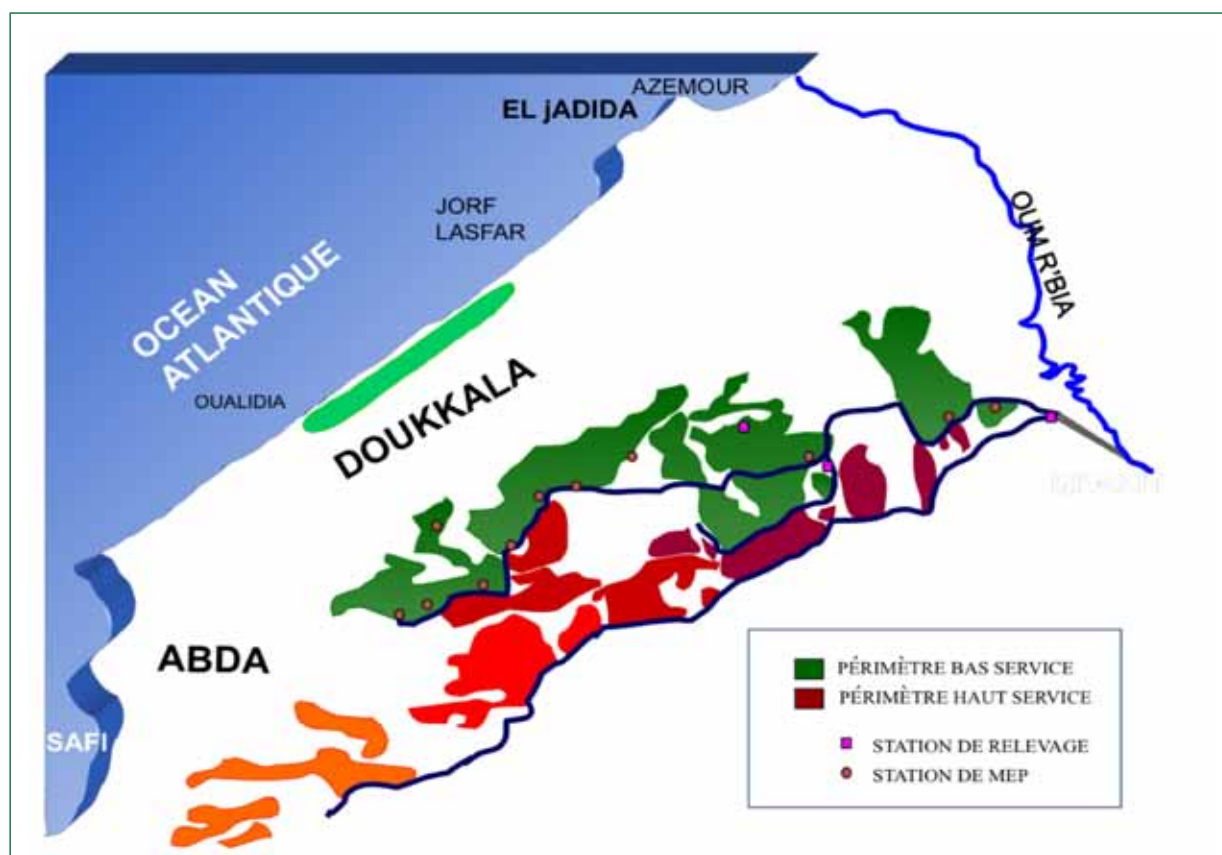 AZEMOUR
EL jADIDA
JORF
LASFAR
OUM R'BIA
OCEAN
ATLANTIQUE
OUALIDIA
DOUKKALA
ABDA
SAFI
PÉRIMÈTRE BAS SERVICE
PÉRIMÈTRE HAUT SERVICE
STATION DE RELEVAGE
STATION DE MEP